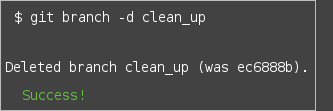 $ git branch -d clean_up
Deleted branch clean_up (was ec6888b).
Success!